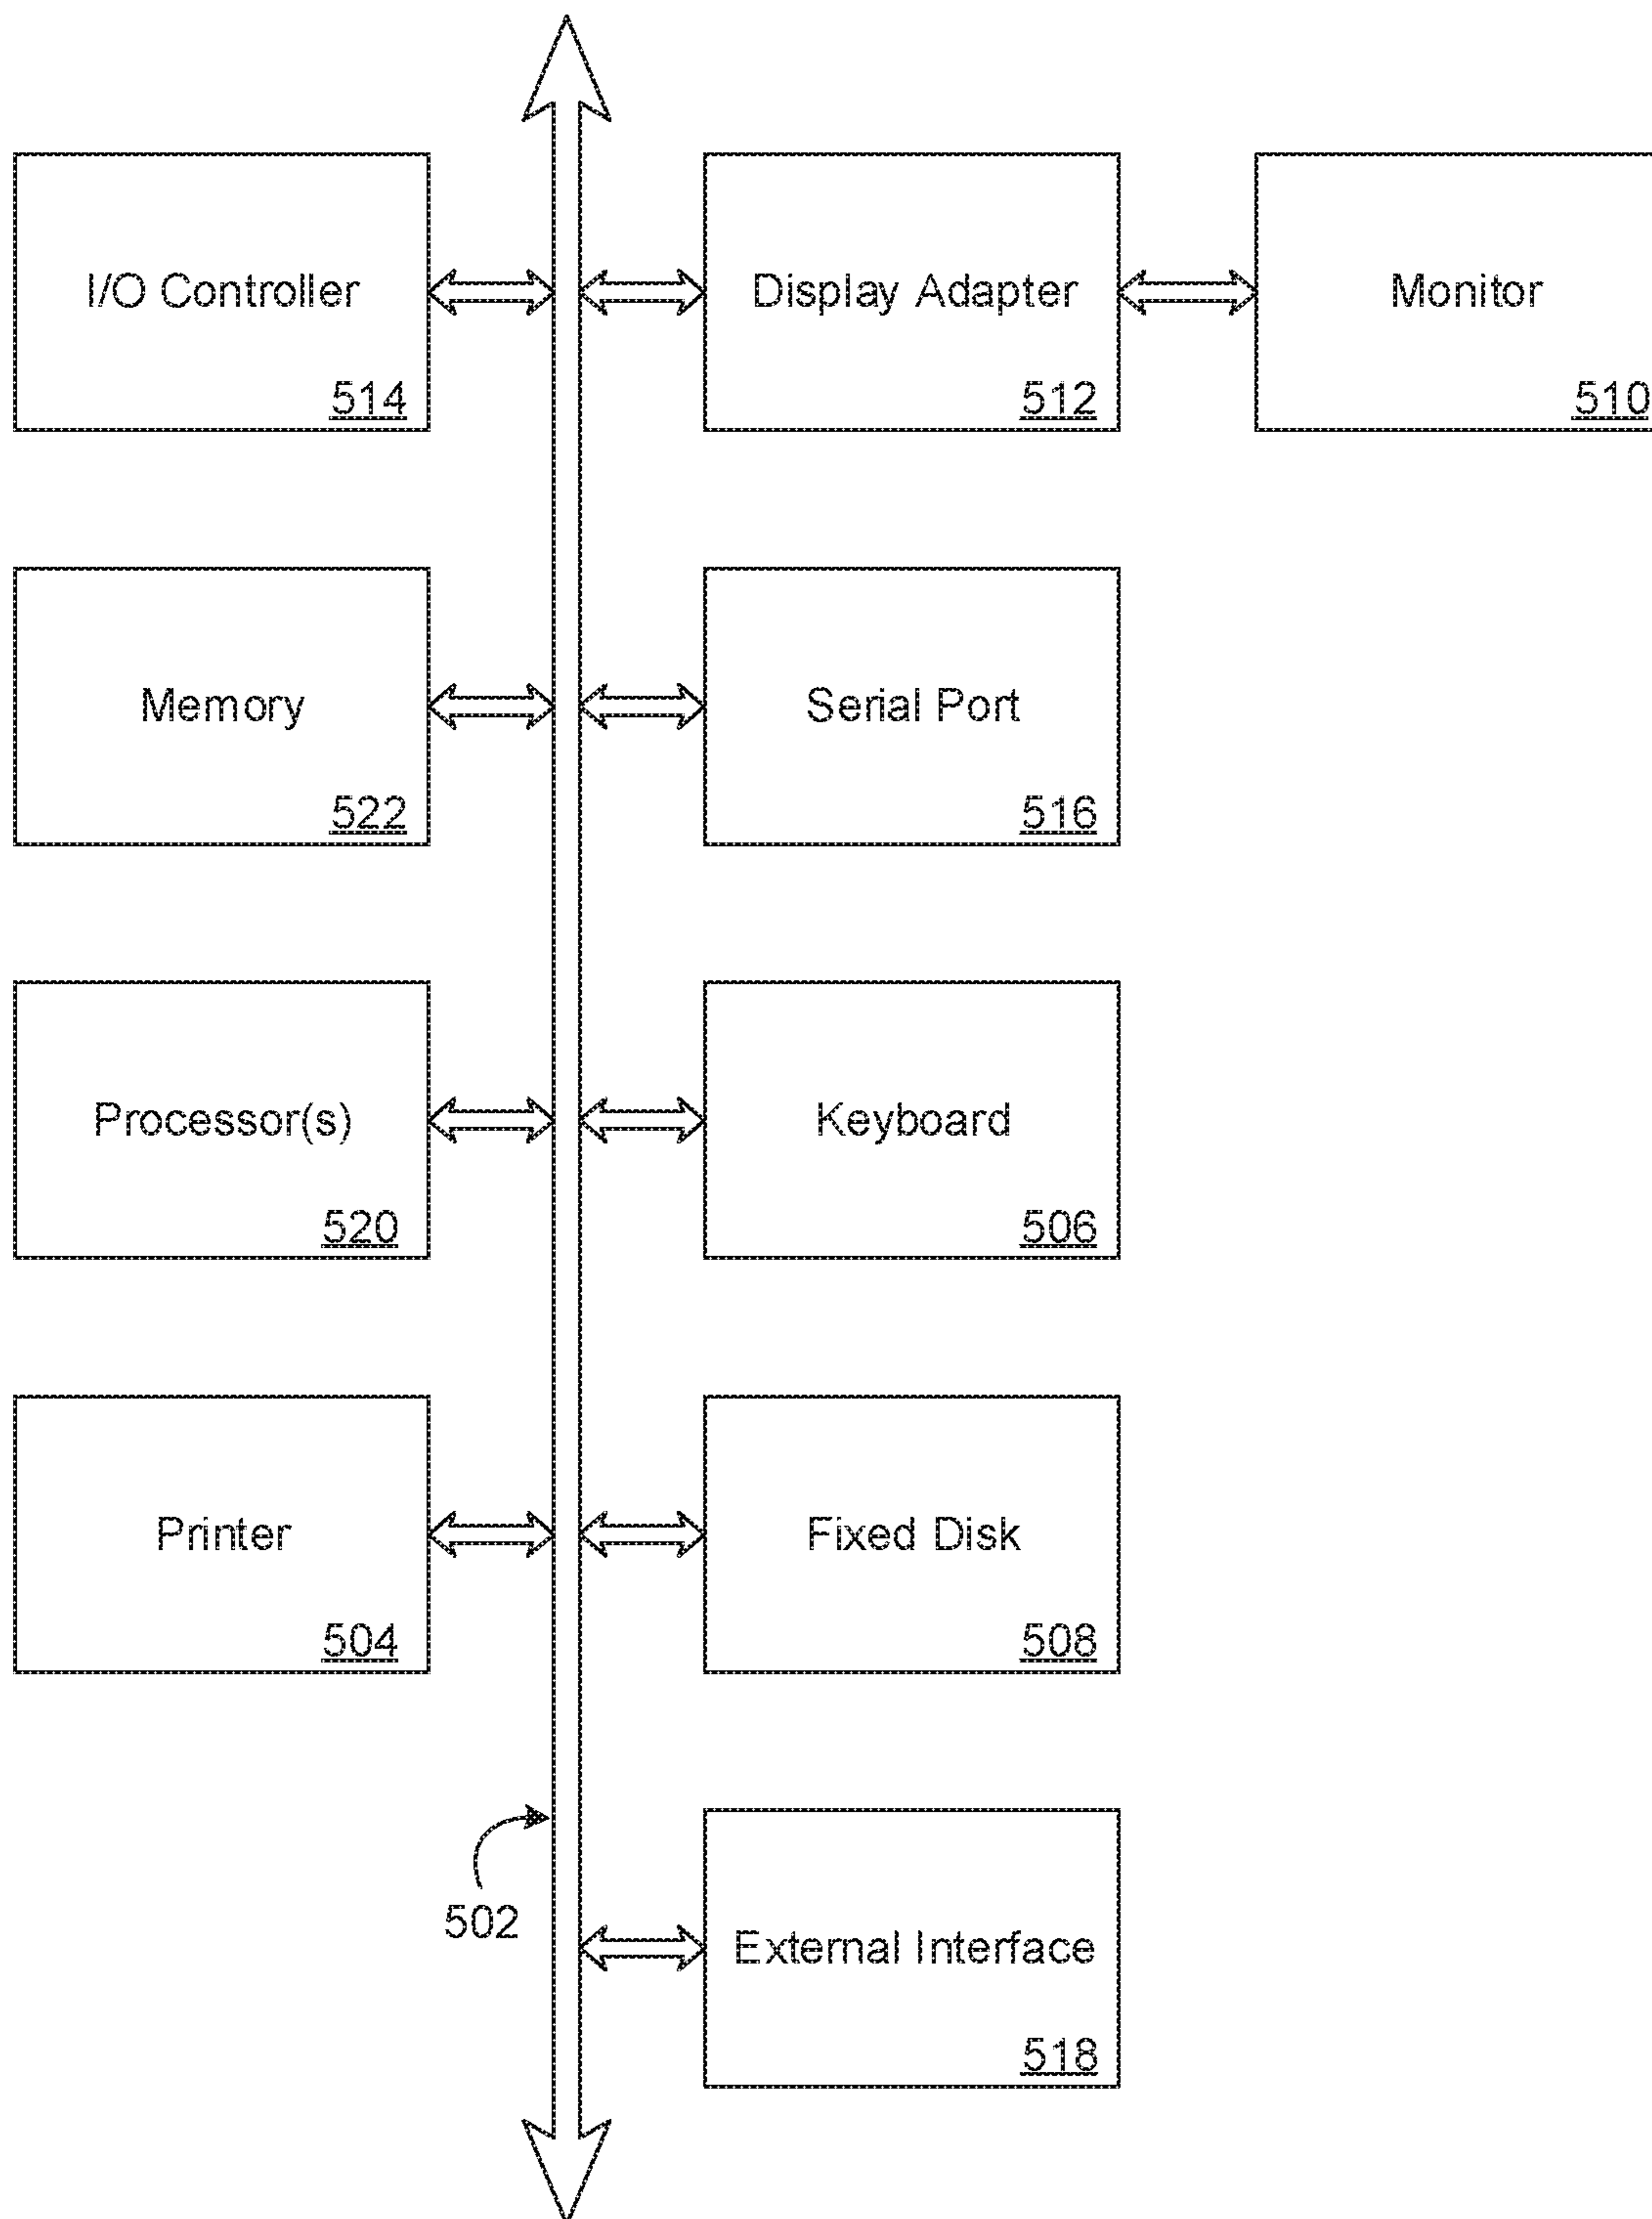 I/O Controller
514
Display Adapter
512
Monitor
510
Memory
522
Serial Port
516
Processor(s)
520
Keyboard
506
Printer
504
Fixed Disk
508
502
External Interface
518